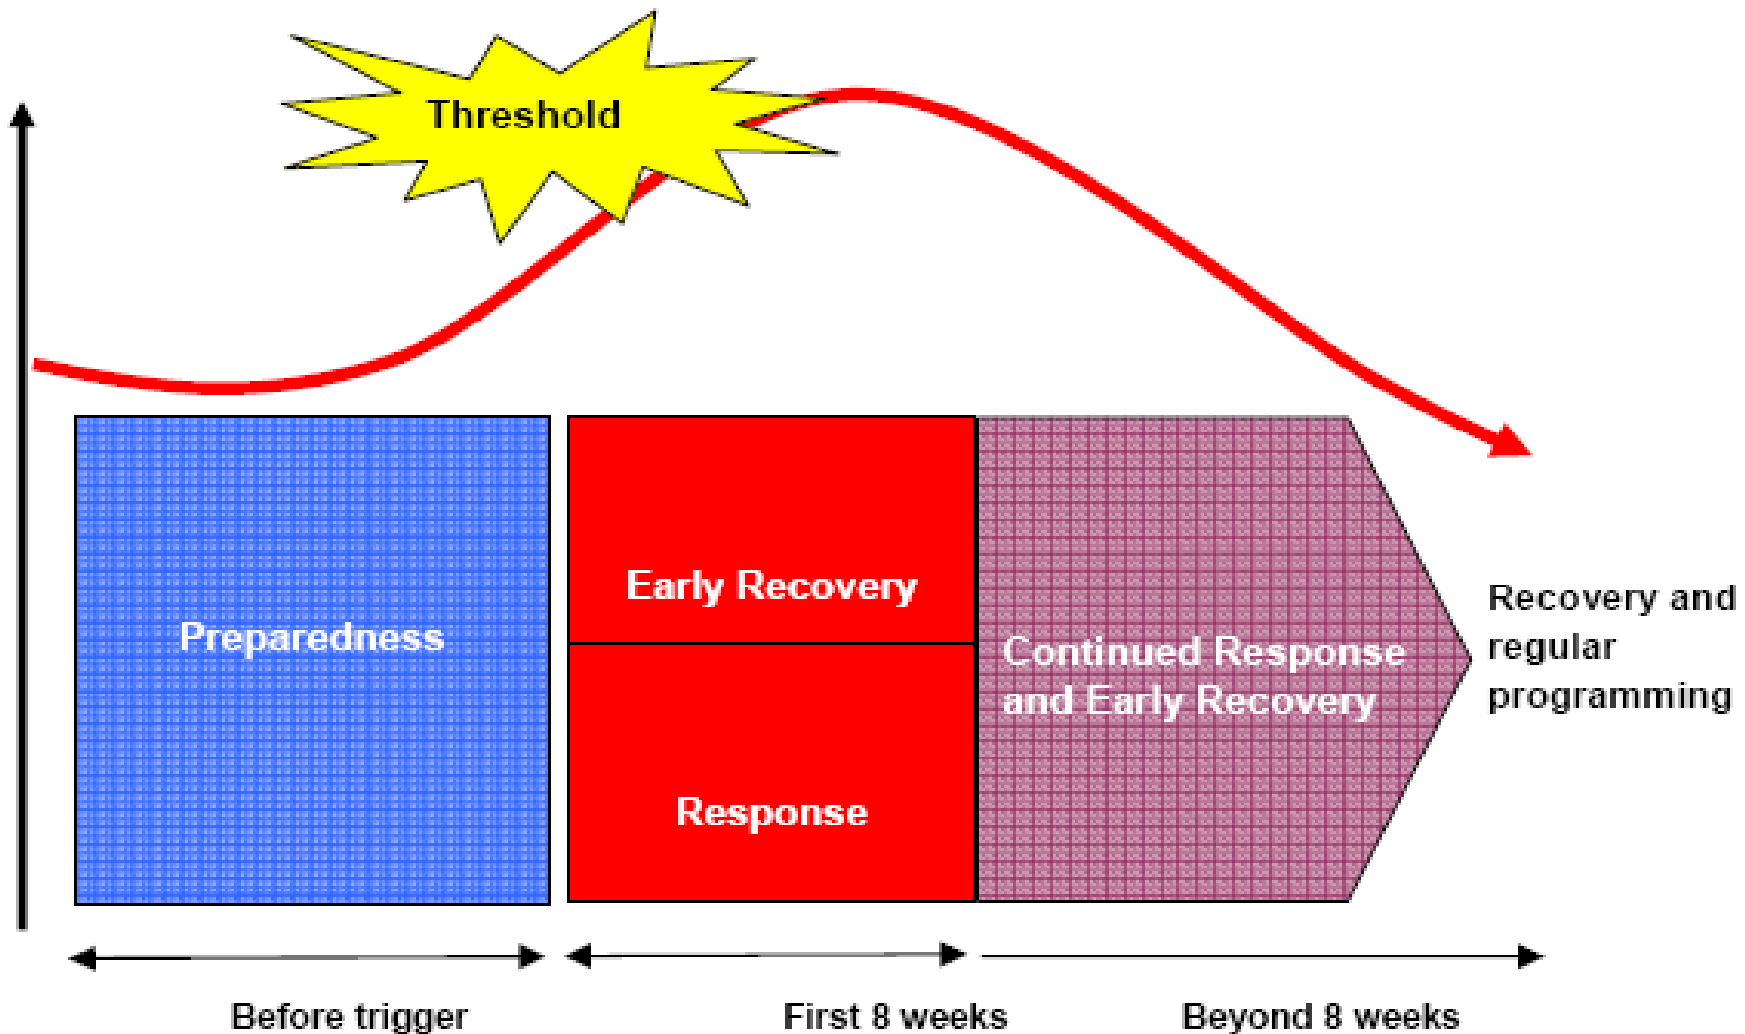 Threshold
Preparedness
Early Recovery
Response
Continued Response
and Early Recovery
Recovery and
regular
programming
Before trigger
First 8 weeks
Beyond 8 weeks